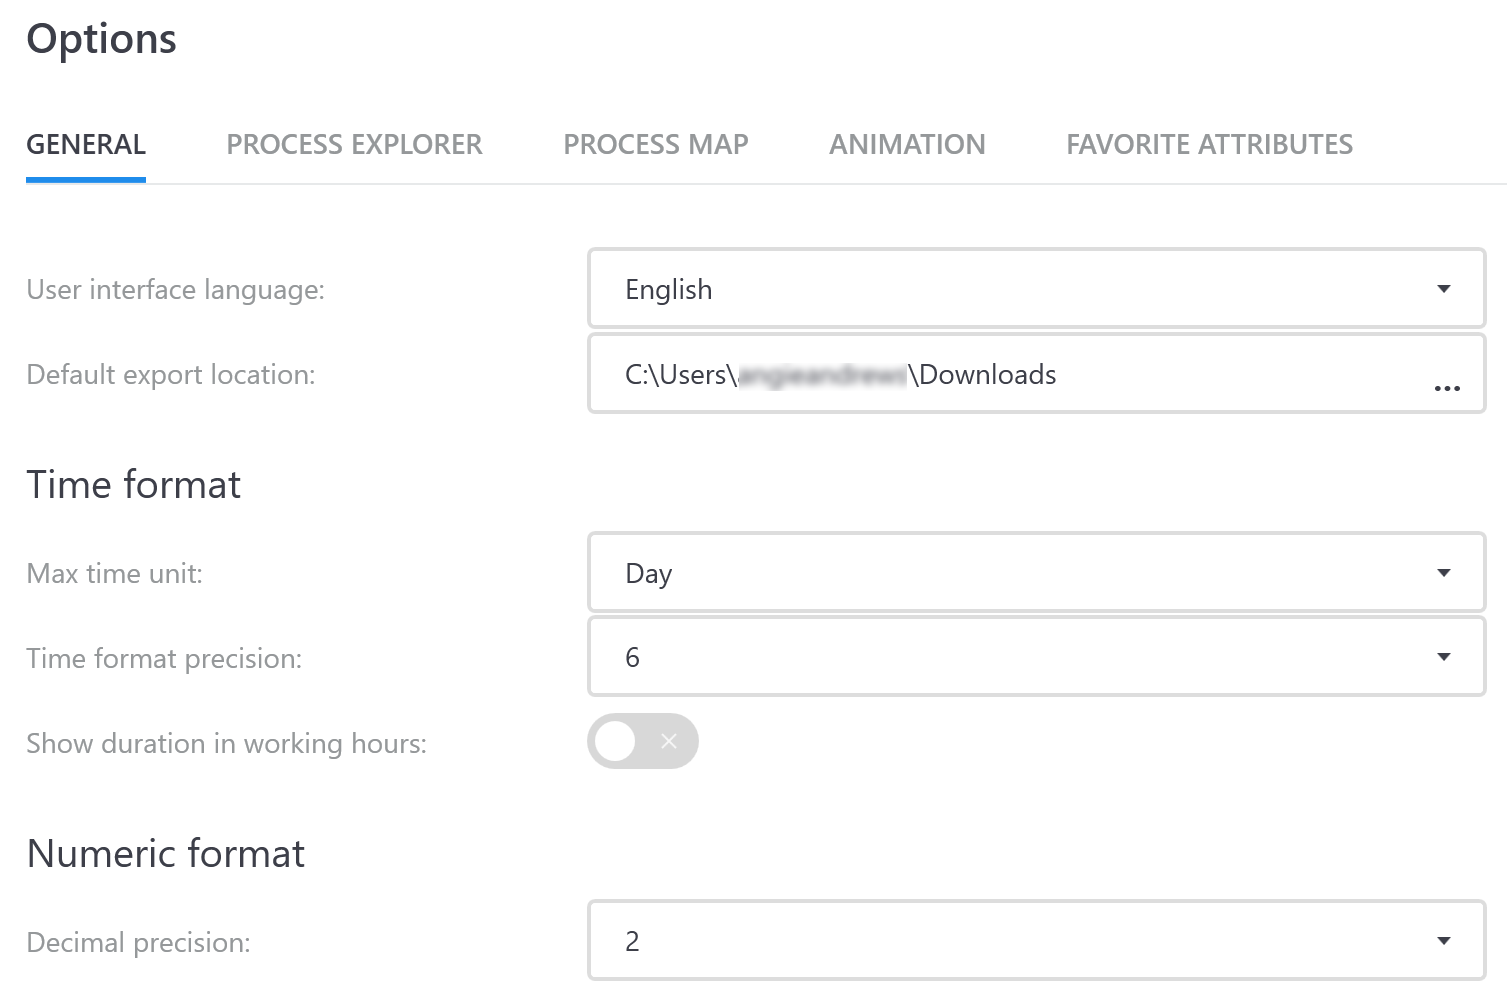 Options
GENERAL PROCESS EXPLORER PROCESS MAP ANIMATION FAVORITE ATTRIBUTES
User interface language: English
Default export location: C:\Users\ \Downloads ...
Time format
Max time unit: Day
Time format precision: 6
Show duration in working hours:
Numeric format
Decimal precision: 2